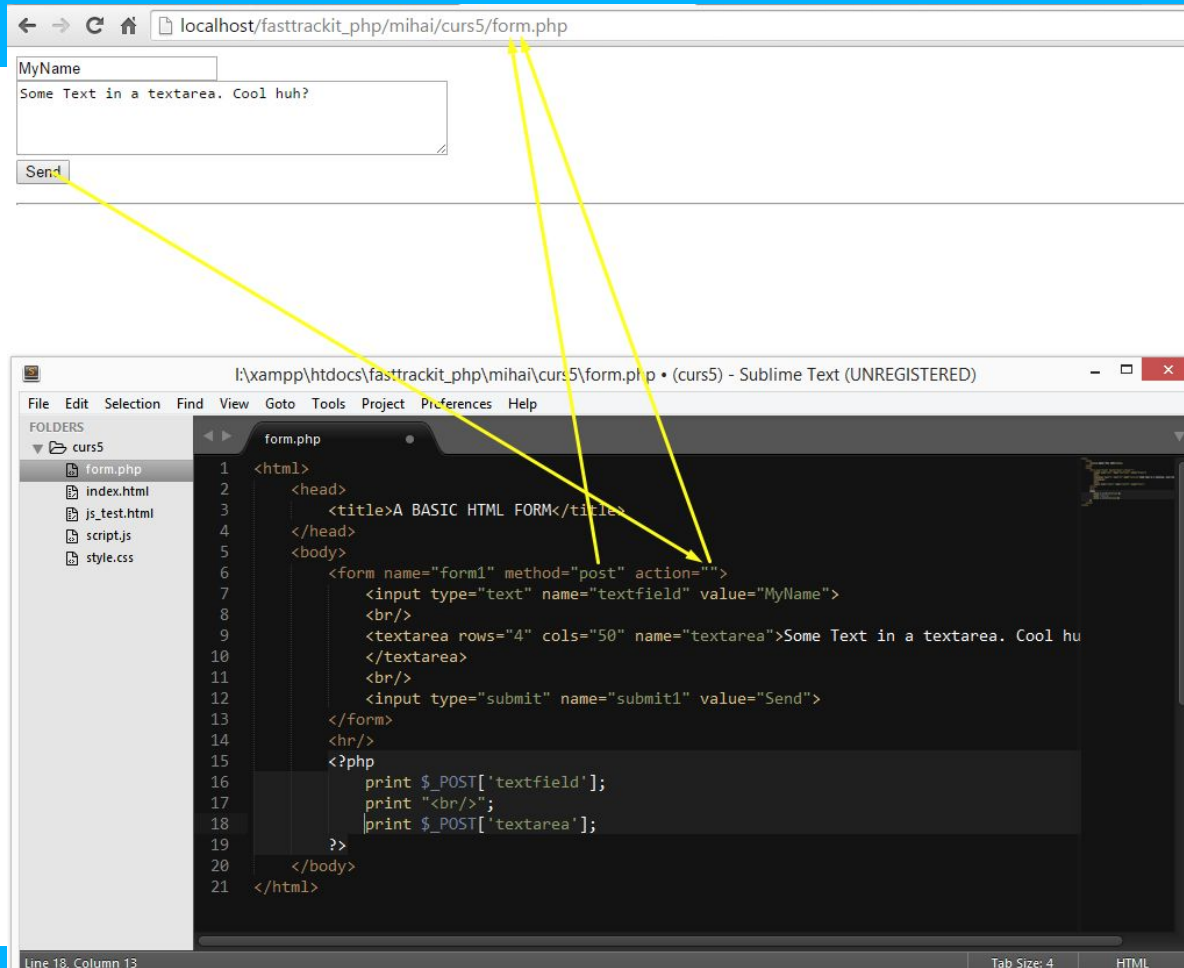 localhost/fasttrackit_php/mihai/curs5/form.php
MyName
Some Text in a textarea. Cool huh?
Send
I:\xampp\htdocs\fasttrackit_php\mihai\curs5\form.php • (curs5) - Sublime Text (UNREGISTERED)
File Edit Selection Find View Goto Tools Project Preferences Help
FOLDERS
curs5
form.php
index.html
js_test.html
script.js
style.css
form.php
1 <html>
2 <head>
3 <title>A BASIC HTML FORM</title>
4 </head>
5 <body>
6 <form name="form1" method="post" action="">
7 <input type="text" name="textfield" value="MyName">
8 <br/>
9 <textarea rows="4" cols="50" name="textarea">Some Text in a textarea. Cool hu
10 </textarea>
11 <br/>
12 <input type="submit" name="submit1" value="Send">
13 </form>
14 <hr/>
15 <?php
16 print $_POST['textfield'];
17 print "<br/>";
18 print $_POST['textarea'];
19 ?>
20 </body>
21 </html>
Line 18, Column 13
Tab Size: 4
HTML